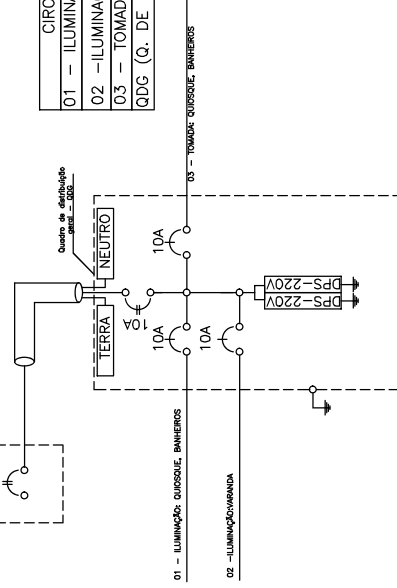 CIRC
01 - ILUMINA
02 -ILUMINAÇ
03 - TOMAD
QDG (Q. DE
Quadro de distribuição
geral - QDG
TERRA
NEUTRO
10A
10A
10A
10A
03 - TOMADA: QUIOSQUE, BANHEIROS
01 - ILUMINAÇÃO: QUIOSQUE, BANHEIROS
02 -ILUMINAÇÃO:VARANDA
DPS-220V
DPS-220V